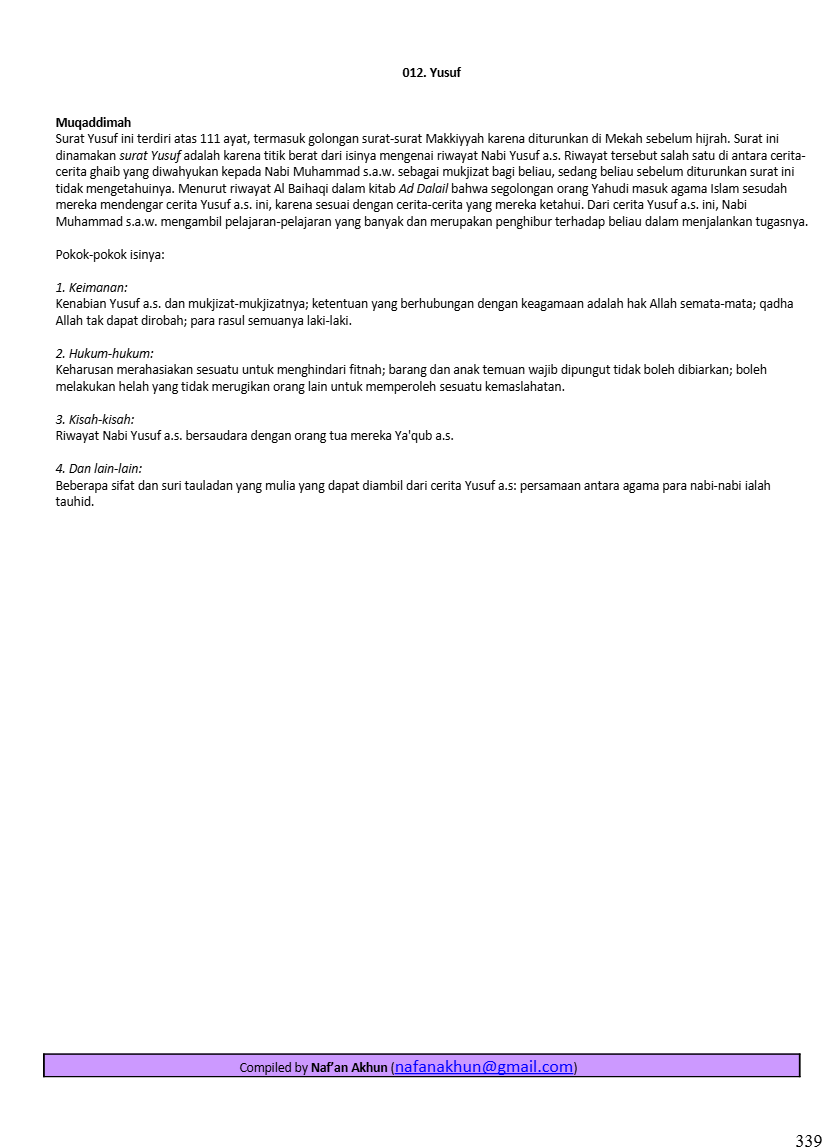 012. Yusuf
Muqaddimah
Surat Yusuf ini terdiri atas 111 ayat, termasuk golongan surat-surat Makkiyyah karena diturunkan di Mekah sebelum hijrah. Surat ini
dinamakan surat Yusuf adalah karena titik berat dari isinya mengenai riwayat Nabi Yusuf a.s. Riwayat tersebut salah satu di antara cerita-
cerita ghaib yang diwahyukan kepada Nabi Muhammad s.a.w. sebagai mukjizat bagi beliau, sedang beliau sebelum diturunkan surat ini
tidak mengetahuinya. Menurut riwayat Al Baihaqi dalam kitab Ad Dalail bahwa segolongan orang Yahudi masuk agama Islam sesudah
mereka mendengar cerita Yusuf a.s. ini, karena sesuai dengan cerita-cerita yang mereka ketahui. Dari cerita Yusuf a.s. ini, Nabi
Muhammad s.a.w. mengambil pelajaran-pelajaran yang banyak dan merupakan penghibur terhadap beliau dalam menjalankan tugasnya.
Pokok-pokok isinya:
1. Keimanan:
Kenabian Yusuf a.s. dan mukjizat-mukjizatnya; ketentuan yang berhubungan dengan keagamaan adalah hak Allah semata-mata; qadha
Allah tak dapat dirobah; para rasul semuanya laki-laki.
2. Hukum-hukum:
Keharusan merahasiakan sesuatu untuk menghindari fitnah; barang dan anak temuan wajib dipungut tidak boleh dibiarkan; boleh
melakukan helah yang tidak merugikan orang lain untuk memperoleh sesuatu kemaslahatan.
3. Kisah-kisah:
Riwayat Nabi Yusuf a.s. bersaudara dengan orang tua mereka Ya'qub a.s.
4. Dan lain-lain:
Beberapa sifat dan suri tauladan yang mulia yang dapat diambil dari cerita Yusuf a.s: persamaan antara agama para nabi-nabi ialah
tauhid.
Compiled by Naf’an Akhun (nafanakhun@gmail.com)
339